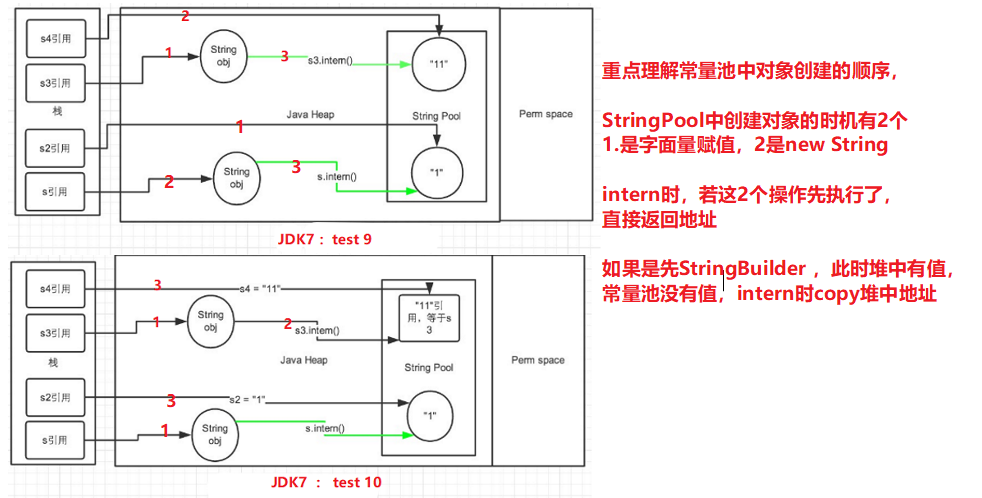 2
s4引用
1
String
obj
3
s3.intern()
"11"
s3引用
栈
Java Heap
String Pool
Perm space
s2引用
1
s引用
2
String
obj
3
s.intern()
"1"
JDK7 ： test 9
s4引用
3
s4 = "11"
"11"引
用，等于s
3
s3引用
1
String
obj
2
s3.intern()
栈
Java Heap
String Pool
Perm space
s2引用
3
s2 = "1"
"1"
s引用
1
String
obj
s.intern()
JDK7 ： test 10
重点理解常量池中对象创建的顺序，
StringPool中创建对象的时机有2个
1.是字面量赋值，2是new String
intern时，若这2个操作先执行了，
直接返回地址
如果是先StringBuilder ，此时堆中有值，
常量池没有值，intern时copy堆中地址